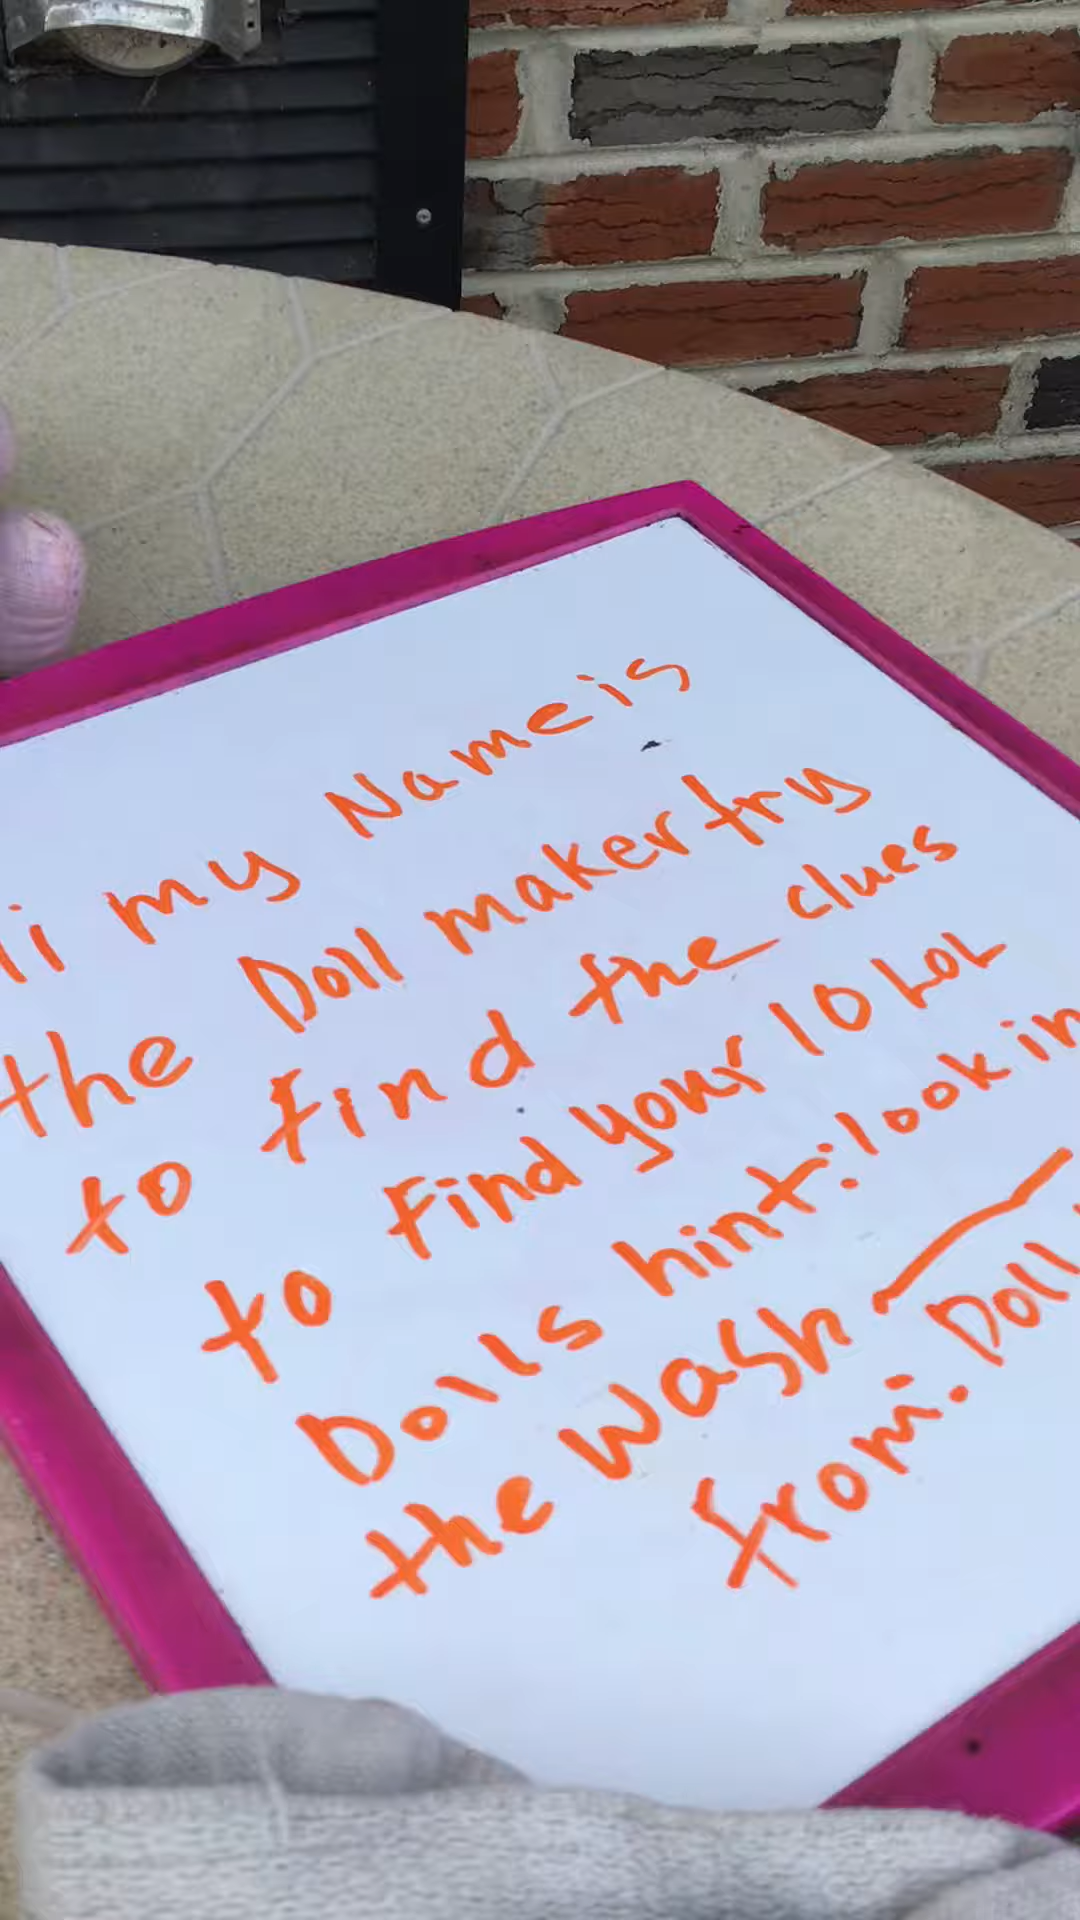 ii my Name is
the Doll maker try
to find the clues
to Find your 10 LOL
Dolls hint: look in
the Wash
from: Doll